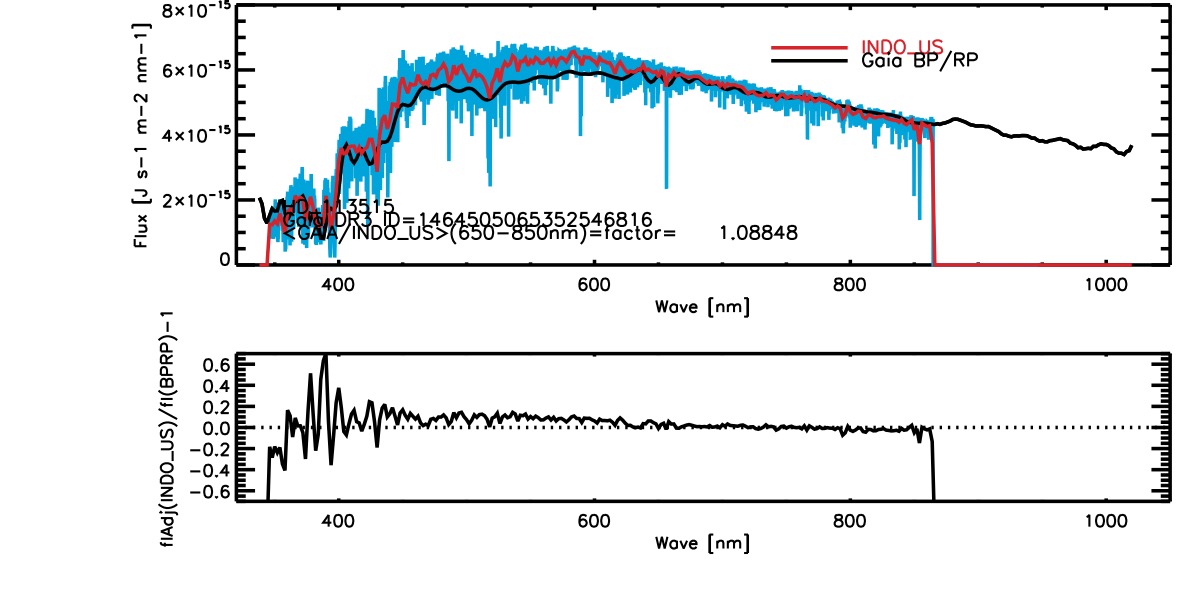 8×10−15
6×10−15
4×10−15
2×10−15
0
Flux [J s−1 m−2 nm−1]
INDO_US
Gaia BP/RP
HD 113515
Gaia DR3 ID=1464505065352546816
<GAIA/INDO_US>(650−850nm)=factor= 1.08848
400 600 800 1000
Wave [nm]
flAdj(INDO_US)/fl(BPRP)−1
0.6
0.4
0.2
0.0
−0.2
−0.4
−0.6
400 600 800 1000
Wave [nm]